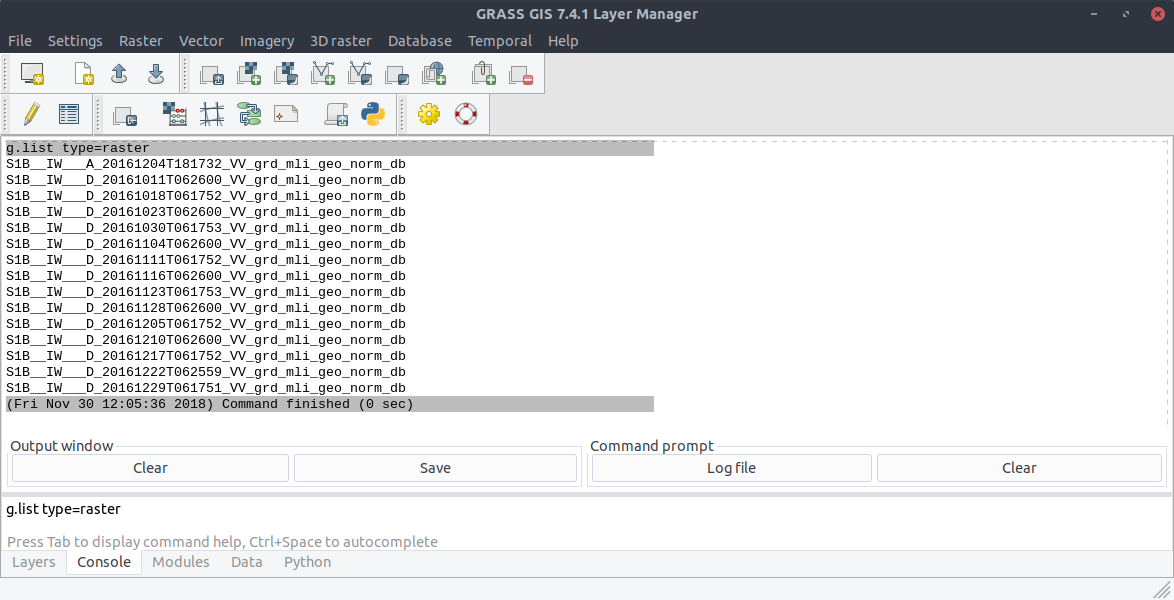 GRASS GIS 7.4.1 Layer Manager
File Settings Raster Vector Imagery 3D raster Database Temporal Help
g.list type=raster
S1B__IW___A_20161204T181732_VV_grd_mli_geo_norm_db
S1B__IW___D_20161011T062600_VV_grd_mli_geo_norm_db
S1B__IW___D_20161018T061752_VV_grd_mli_geo_norm_db
S1B__IW___D_20161023T062600_VV_grd_mli_geo_norm_db
S1B__IW___D_20161030T061753_VV_grd_mli_geo_norm_db
S1B__IW___D_20161104T062600_VV_grd_mli_geo_norm_db
S1B__IW___D_20161111T061752_VV_grd_mli_geo_norm_db
S1B__IW___D_20161116T062600_VV_grd_mli_geo_norm_db
S1B__IW___D_20161123T061753_VV_grd_mli_geo_norm_db
S1B__IW___D_20161128T062600_VV_grd_mli_geo_norm_db
S1B__IW___D_20161205T061752_VV_grd_mli_geo_norm_db
S1B__IW___D_20161210T062600_VV_grd_mli_geo_norm_db
S1B__IW___D_20161217T061752_VV_grd_mli_geo_norm_db
S1B__IW___D_20161222T062559_VV_grd_mli_geo_norm_db
S1B__IW___D_20161229T061751_VV_grd_mli_geo_norm_db
(Fri Nov 30 12:05:36 2018) Command finished (0 sec)
Output window Command prompt
Clear Save Log file Clear
g.list type=raster
Press Tab to display command help, Ctrl+Space to autocomplete
Layers Console Modules Data Python